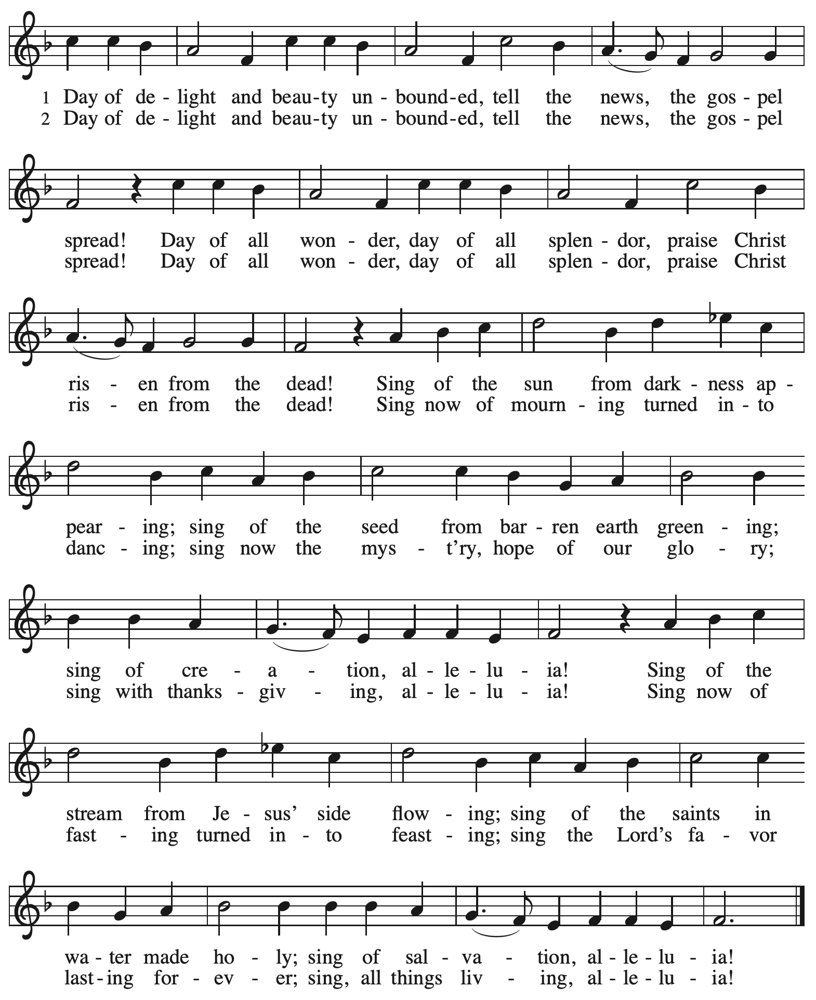 1 Day of de - light and beau - ty un - bound - ed, tell the news, the gos - pel
2 Day of de - light and beau - ty un - bound - ed, tell the news, the gos - pel
spread! Day of all won - der, day of all splen - dor, praise Christ
spread! Day of all won - der, day of all splen - dor, praise Christ
ris - en from the dead! Sing of the sun from dark - ness ap -
ris - en from the dead! Sing now of mourn - ing turned in - to
pear - ing; sing of the seed from bar - ren earth green - ing;
danc - ing; sing now the mys - t'ry, hope of our glo - ry;
sing of cre - a - tion, al - le - lu - ia! Sing of the
sing with thanks - giv - ing, al - le - lu - ia! Sing now of
stream from Je - sus' side flow - ing; sing of the saints in
fast - ing turned in - to feast - ing; sing the Lord's fa - vor
wa - ter made ho - ly; sing of sal - va - tion, al - le - lu - ia!
last - ing for - ev - er; sing, all things liv - ing, al - le - lu - ia!